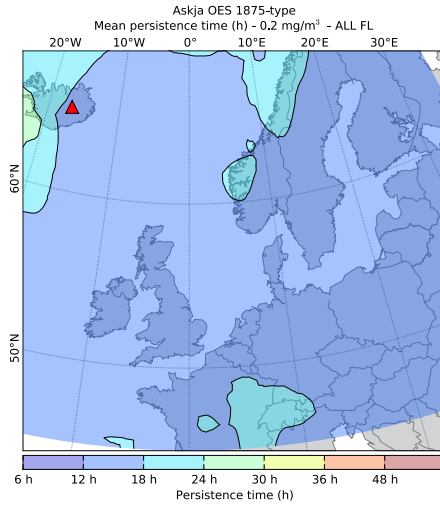 Askja OES 1875-type
Mean persistence time (h) - 0.2 mg/m³ - ALL FL
20°W 10°W 0°E 10°E 20°E 30°E
60°N
50°N
6 h 12 h 18 h 24 h 30 h 36 h 48 h
Persistence time (h)